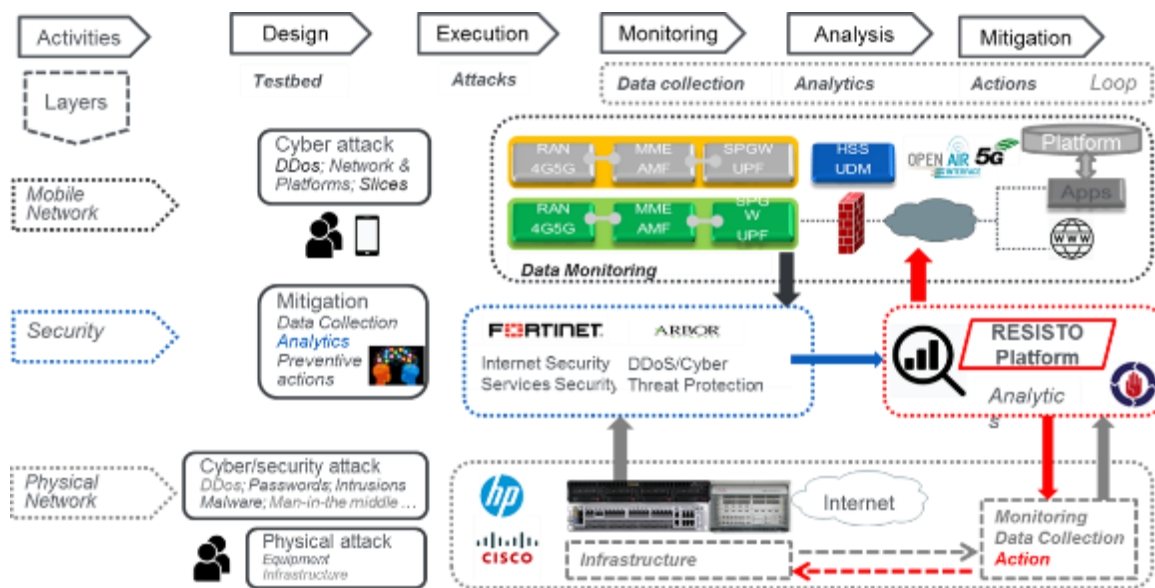 Activities
Design
Execution
Monitoring
Analysis
Mitigation
Layers
Testbed
Attacks
Data collection
Analytics
Actions
Loop
Mobile
Network
Cyber attack
DDos; Network &
Platforms; Slices
RAN
4G5G
MME
AMF
SPGW
UPF
HSS
UDM
OPEN AIR
INTERFACE
5G
Platform
Apps
RAN
4G5G
MME
AMF
SPG
W
UPF
WWW
Data Monitoring
Security
Mitigation
Data Collection
Analytics
Preventive
actions
FORTINET
Internet Security
Services Security
ARBOR
DDoS/Cyber
Threat Protection
RESISTO
Platform
Analytic
s
Physical
Network
Cyber/security attack
DDos; Passwords; Intrusions
Malware; Man-in-the middle ...
Physical attack
Equipment
Infrastructure
hp
CISCO
Internet
Infrastructure
Monitoring
Data Collection
Action